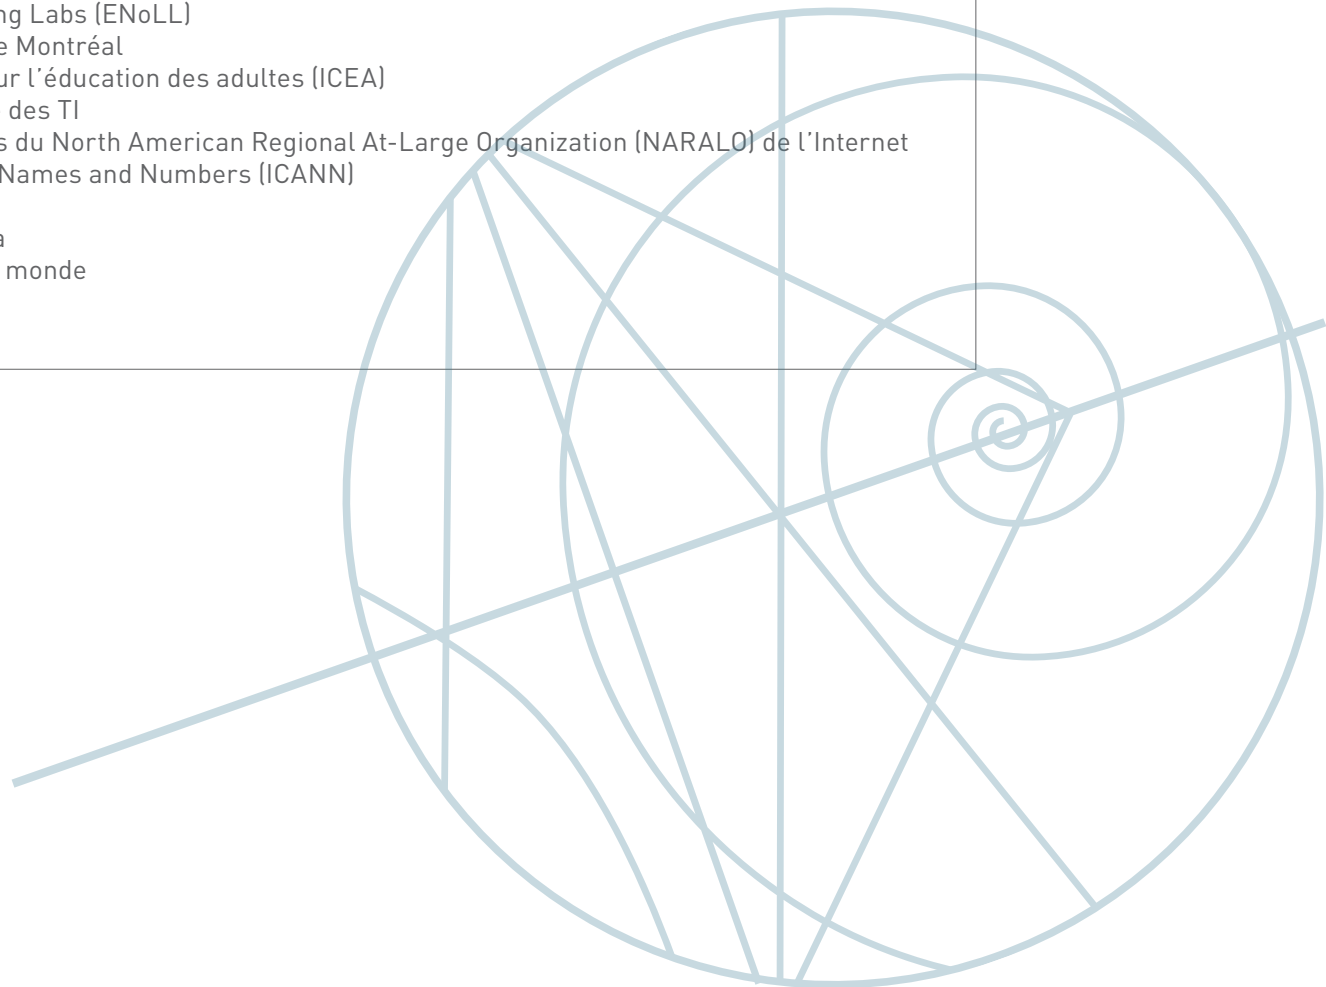 ng Labs (ENoLL)
e Montréal
ur l'éducation des adultes (ICEA)
des TI
s du North American Regional At-Large Organization (NARALO) de l'Internet
Names and Numbers (ICANN)
a
monde